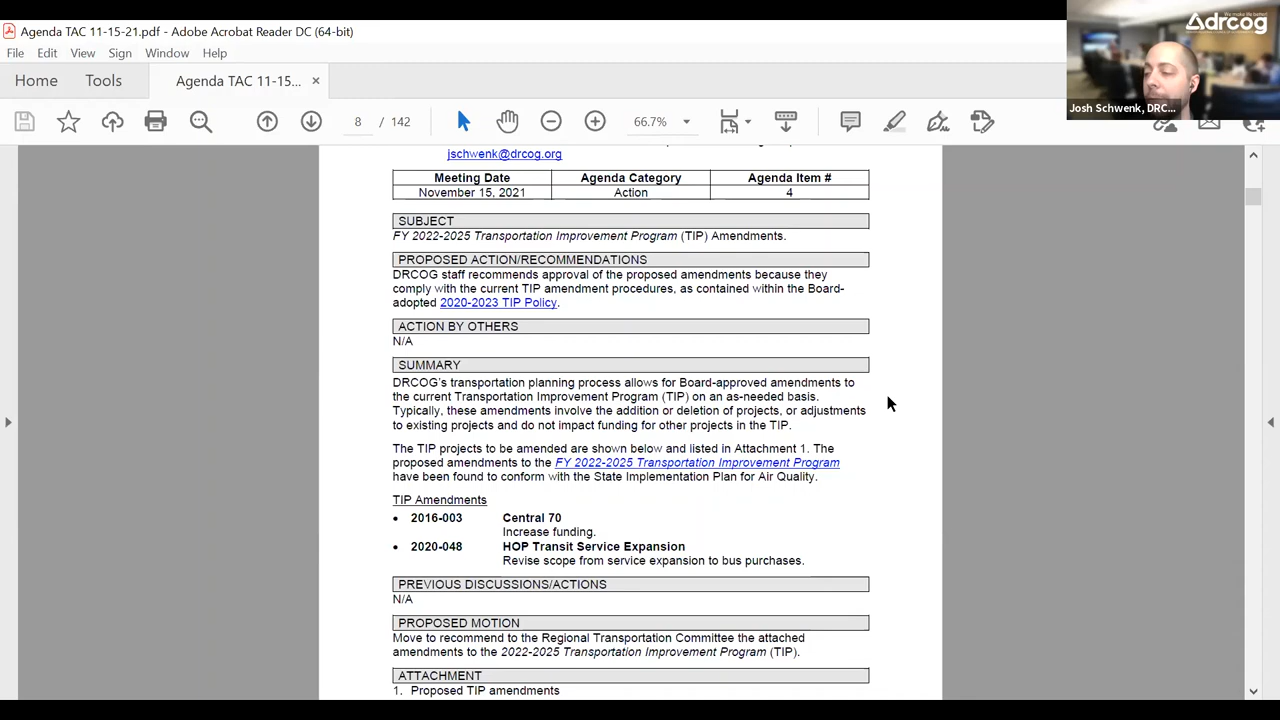 Agenda TAC 11-15-21.pdf - Adobe Acrobat Reader DC (64-bit)
File Edit View Sign Window Help
Home Tools Agenda TAC 11-15... ×
8 / 142 66.7%
We make life better!
drcog
Josh Schwenk, DRC...
jschwenk@drcog.org
Meeting Date Agenda Category Agenda Item #
November 15, 2021 Action 4
SUBJECT
FY 2022-2025 Transportation Improvement Program (TIP) Amendments.
PROPOSED ACTION/RECOMMENDATIONS
DRCOG staff recommends approval of the proposed amendments because they
comply with the current TIP amendment procedures, as contained within the Board-
adopted 2020-2023 TIP Policy.
ACTION BY OTHERS
N/A
SUMMARY
DRCOG's transportation planning process allows for Board-approved amendments to
the current Transportation Improvement Program (TIP) on an as-needed basis.
Typically, these amendments involve the addition or deletion of projects, or adjustments
to existing projects and do not impact funding for other projects in the TIP.
The TIP projects to be amended are shown below and listed in Attachment 1. The
proposed amendments to the FY 2022-2025 Transportation Improvement Program
have been found to conform with the State Implementation Plan for Air Quality.
TIP Amendments
• 2016-003 Central 70
Increase funding.
• 2020-048 HOP Transit Service Expansion
Revise scope from service expansion to bus purchases.
PREVIOUS DISCUSSIONS/ACTIONS
N/A
PROPOSED MOTION
Move to recommend to the Regional Transportation Committee the attached
amendments to the 2022-2025 Transportation Improvement Program (TIP).
ATTACHMENT
1. Proposed TIP amendments